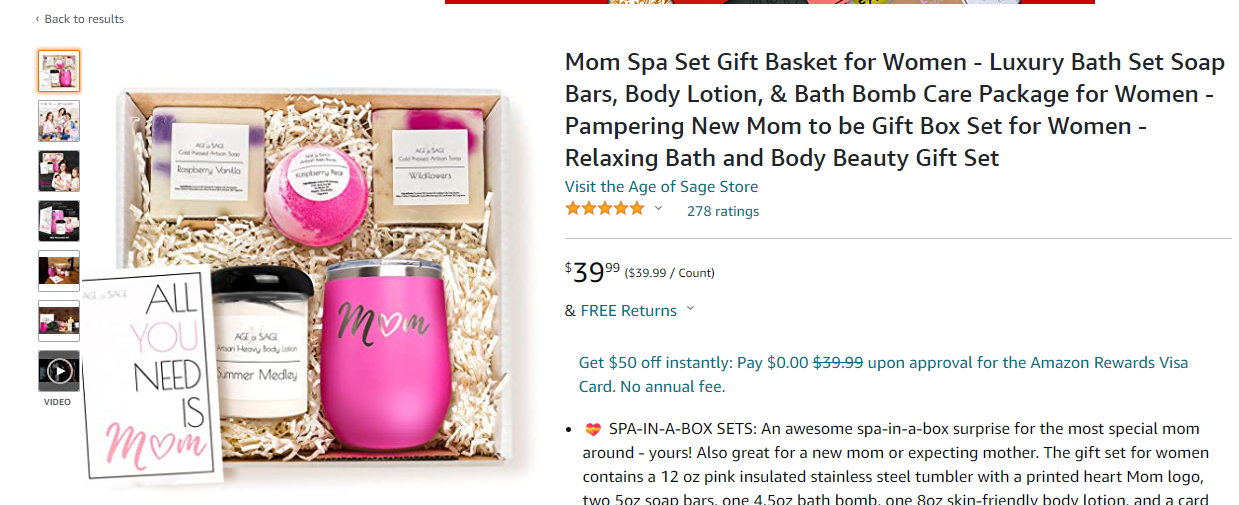 ‹ Back to results
Mom Spa Set Gift Basket for Women - Luxury Bath Set Soap
Bars, Body Lotion, & Bath Bomb Care Package for Women -
Pampering New Mom to be Gift Box Set for Women -
Relaxing Bath and Body Beauty Gift Set
Visit the Age of Sage Store
278 ratings
$39.99 ($39.99 / Count)
& FREE Returns
Get $50 off instantly: Pay $0.00 $39.99 upon approval for the Amazon Rewards Visa
Card. No annual fee.
• 💝 SPA-IN-A-BOX SETS: An awesome spa-in-a-box surprise for the most special mom
around - yours! Also great for a new mom or expecting mother. The gift set for women
contains a 12 oz pink insulated stainless steel tumbler with a printed heart Mom logo,
two 5oz soap bars, one 4.5oz bath bomb, one 8oz skin-friendly body lotion, and a card
VIDEO
AGE of SAGE
Cold Pressed Artisan Soap
Raspberry Vanilla
AGE of SAGE
Artisan Bath Bomb
Raspberry Pear
AGE of SAGE
Cold Pressed Artisan Soap
Wildflowers
AGE of SAGE
ALL
YOU
NEED
IS
Mom
AGE of SAGE
Artisan Heavy Body Lotion
Summer Medley
Mom